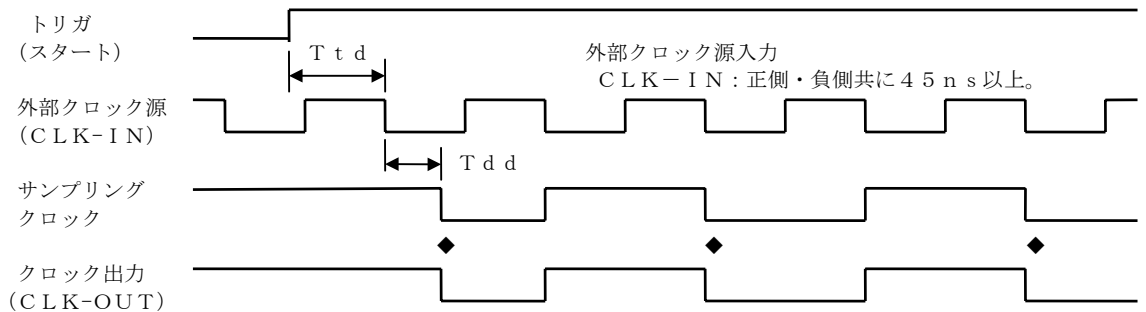 トリガ
(スタート)
Ｔｔｄ
外部クロック源入力
ＣＬＫ－ＩＮ：正側・負側共に４５ｎｓ以上。
外部クロック源
(ＣＬＫ-ＩＮ)
Ｔｄｄ
サンプリング
クロック
クロック出力
(ＣＬＫ-ＯＵＴ)